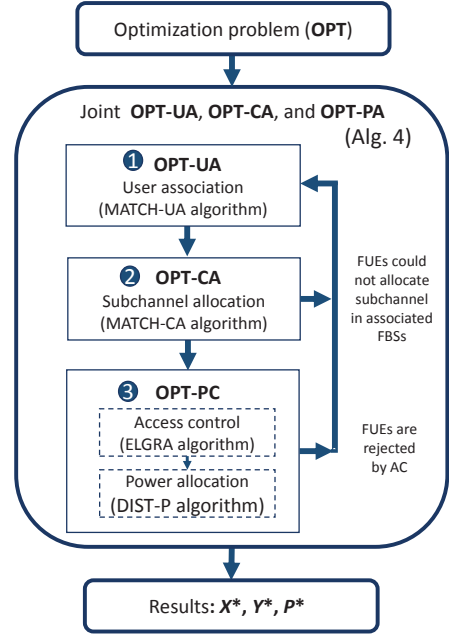 Optimization problem (OPT)
Joint OPT-UA, OPT-CA, and OPT-PA
(Alg. 4)
1 OPT-UA
User association
(MATCH-UA algorithm)
2 OPT-CA
Subchannel allocation
(MATCH-CA algorithm)
FUEs could
not allocate
subchannel
in associated
FBSs
3 OPT-PC
Access control
(ELGRA algorithm)
Power allocation
(DIST-P algorithm)
FUEs are
rejected
by AC
Results: X*, Y*, P*